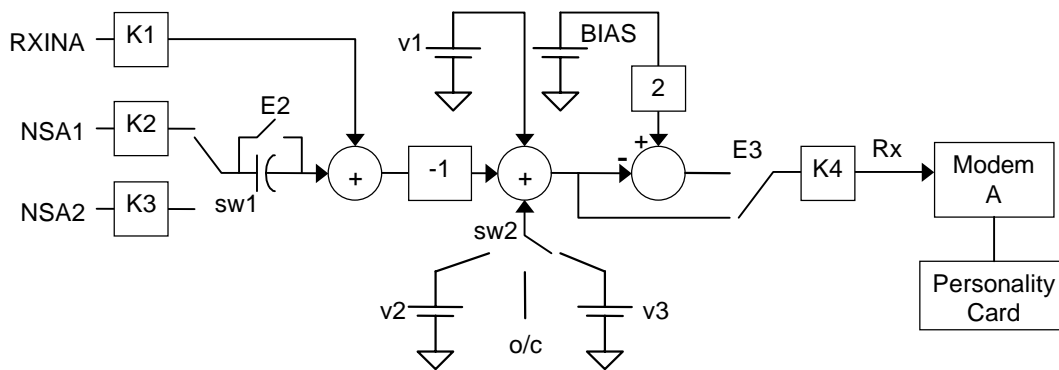 RXINA
K1
v1
BIAS
2
NSA1
K2
E2
NSA2
K3
sw1
+
-1
+
sw2
+
-
E3
K4
Rx
Modem
A
Personality
Card
v2
o/c
v3